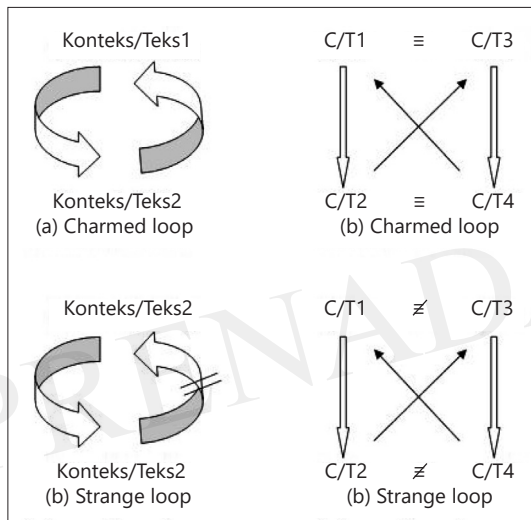 Konteks/Teks1
Konteks/Teks2
(a) Charmed loop
C/T1 ≡ C/T3
C/T2 ≡ C/T4
(b) Charmed loop
Konteks/Teks2
Konteks/Teks2
(b) Strange loop
C/T1 ≢ C/T3
C/T2 ≢ C/T4
(b) Strange loop
PRENADA